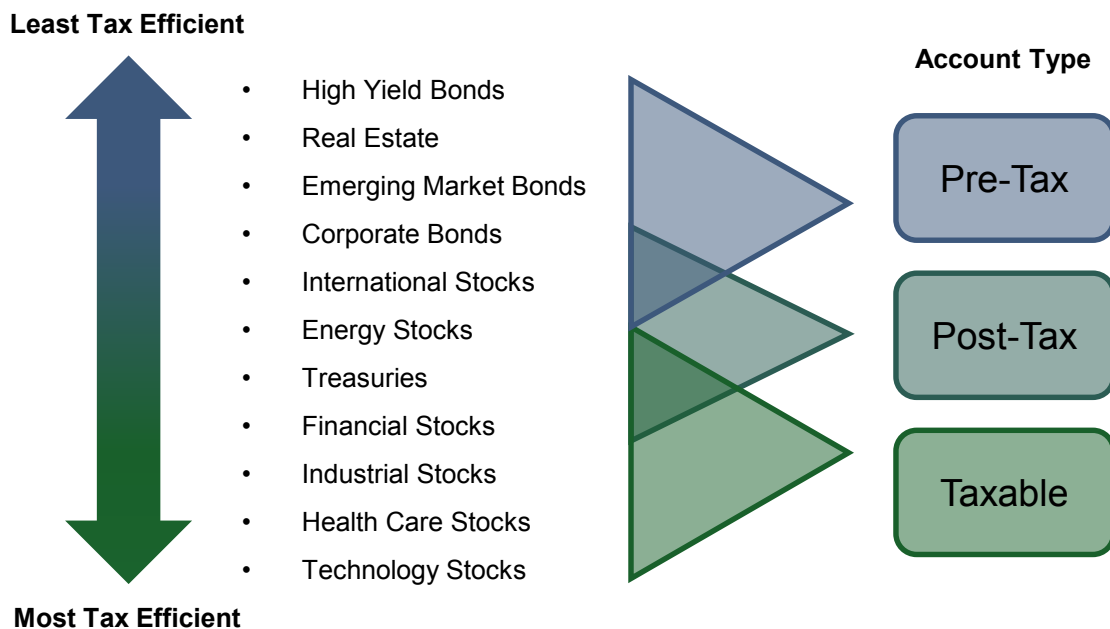 Least Tax Efficient
Account Type
• High Yield Bonds
• Real Estate
• Emerging Market Bonds
• Corporate Bonds
• International Stocks
• Energy Stocks
• Treasuries
• Financial Stocks
• Industrial Stocks
• Health Care Stocks
• Technology Stocks
Pre-Tax
Post-Tax
Taxable
Most Tax Efficient